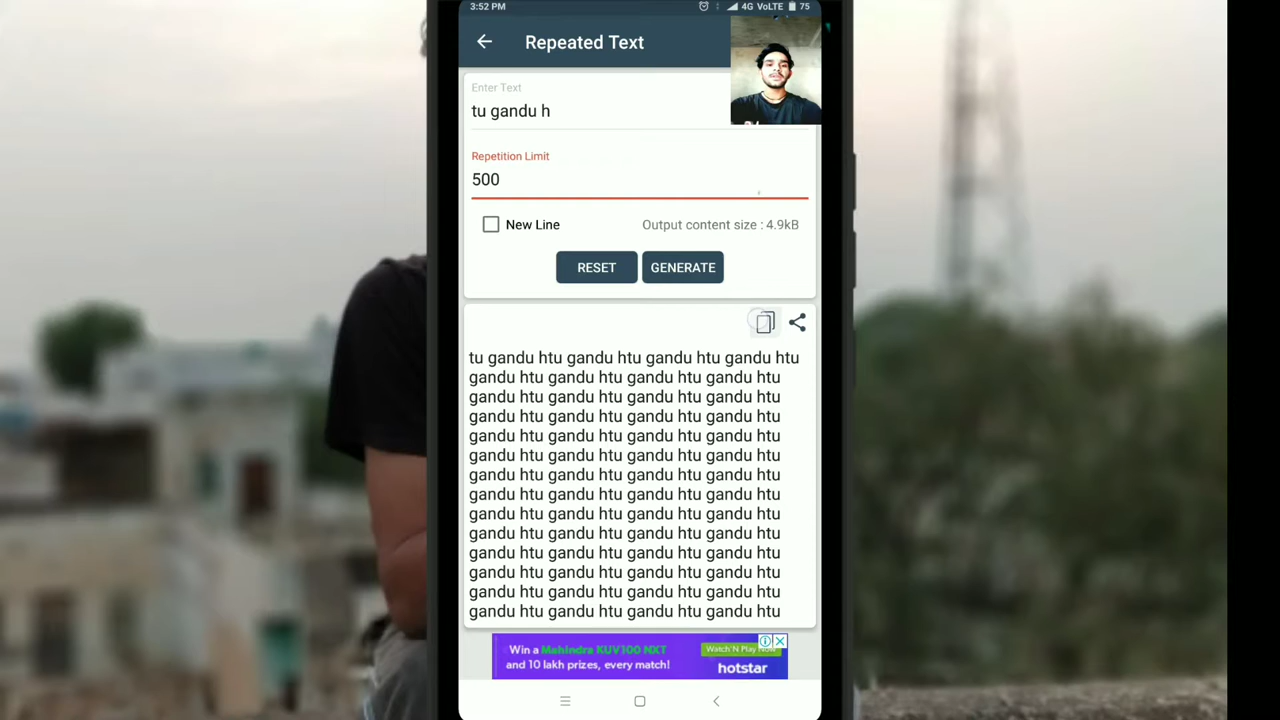 3:52 PM 4G VoLTE 75
Repeated Text
Enter Text
tu gandu h
Repetition Limit
500
New Line Output content size : 4.9kB
RESET GENERATE
tu gandu htu gandu htu gandu htu gandu htu
gandu htu gandu htu gandu htu gandu htu
gandu htu gandu htu gandu htu gandu htu
gandu htu gandu htu gandu htu gandu htu
gandu htu gandu htu gandu htu gandu htu
gandu htu gandu htu gandu htu gandu htu
gandu htu gandu htu gandu htu gandu htu
gandu htu gandu htu gandu htu gandu htu
gandu htu gandu htu gandu htu gandu htu
gandu htu gandu htu gandu htu gandu htu
gandu htu gandu htu gandu htu gandu htu
gandu htu gandu htu gandu htu gandu htu
gandu htu gandu htu gandu htu gandu htu
gandu htu gandu htu gandu htu gandu htu
Win a Mahindra KUV100 NXT Watch'N Play Now
and 10 lakh prizes, every match! hotstar